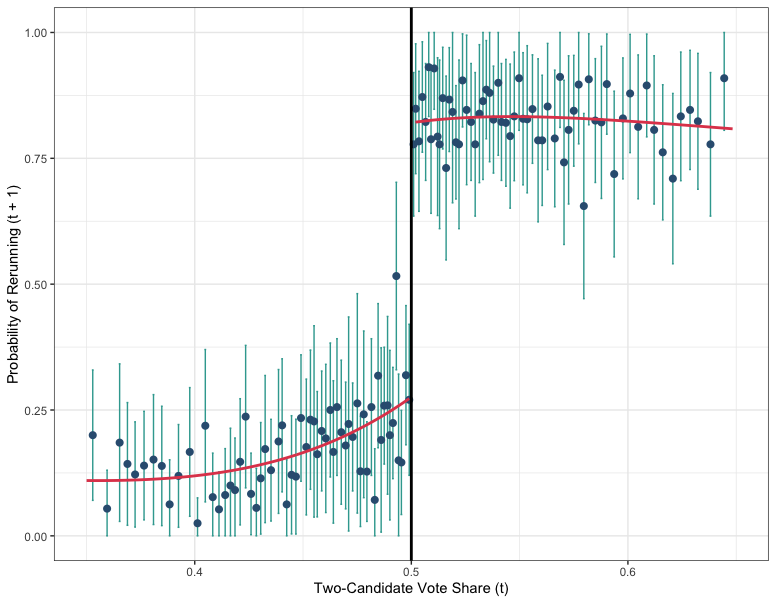 1.00
0.75
0.50
0.25
0.00
Probability of Rerunning (t + 1)
0.4 0.5 0.6
Two-Candidate Vote Share (t)